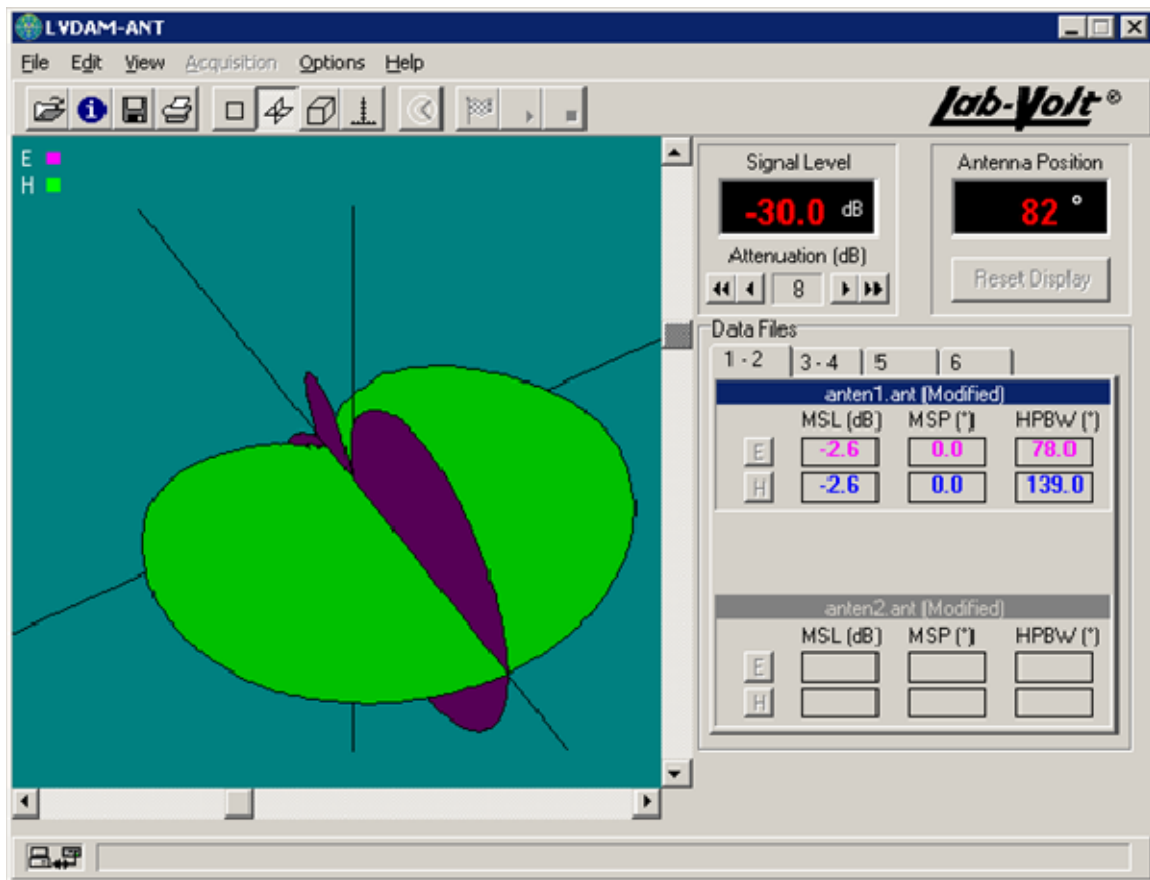 LVDAM-ANT
File Edit View Acquisition Options Help
Lab-Volt®
E
H
Signal Level
-30.0 dB
Attenuation (dB)
8
Antenna Position
82 °
Reset Display
Data Files
1 - 2 3 - 4 5 6
anten1.ant (Modified)
MSL (dB) MSP (°) HPBW (°)
E -2.6 0.0 78.0
H -2.6 0.0 139.0
anten2.ant (Modified)
MSL (dB) MSP (°) HPBW (°)
E
H